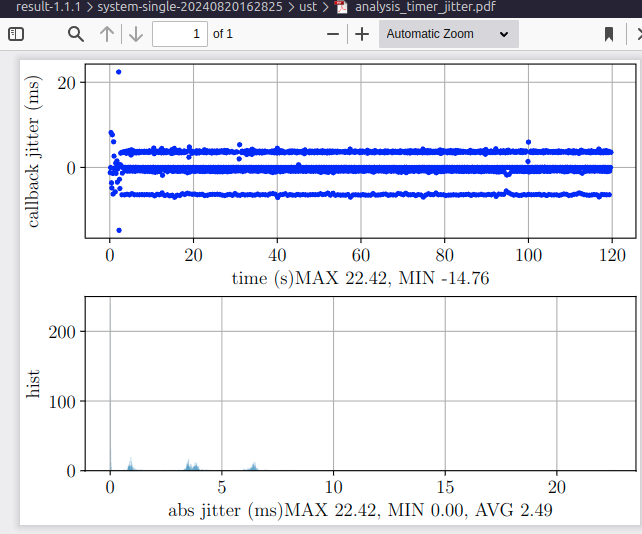 result-1.1.1 > system-single-20240820162825 > ust > analysis_timer_jitter.pdf
1 of 1
Automatic Zoom
callback jitter (ms)
20
0
0 20 40 60 80 100 120
time (s)MAX 22.42, MIN -14.76
hist
200
100
0
0 5 10 15 20
abs jitter (ms)MAX 22.42, MIN 0.00, AVG 2.49